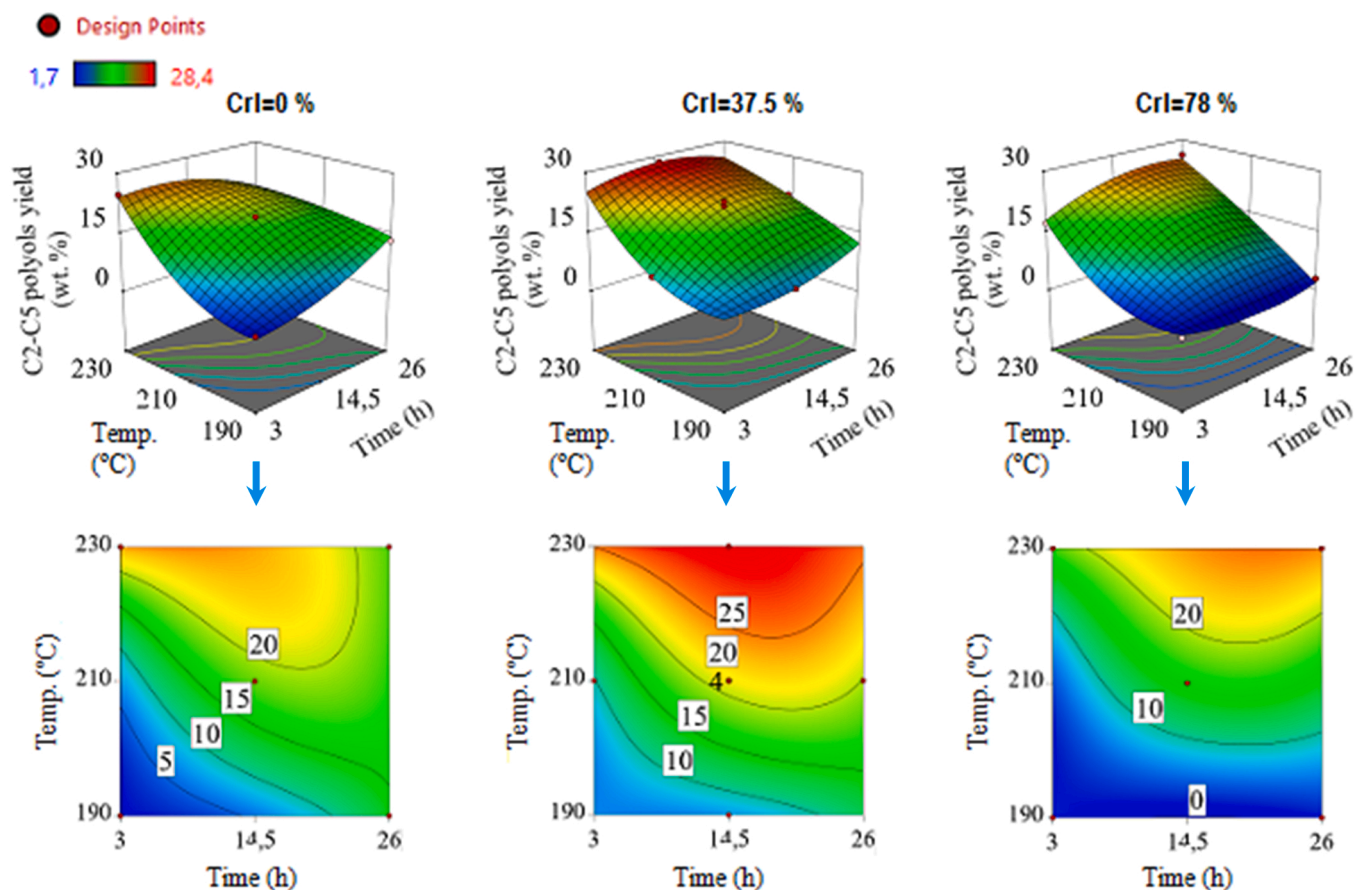 Design Points
1,7 28,4
CrI=0 %
CrI=37.5 %
CrI=78 %
C2-C5 polyols yield
(wt. %)
30
15
0
230
210
190
3
14,5
26
Temp.
(°C)
Time (h)
C2-C5 polyols yield
(wt. %)
30
15
0
230
210
190
3
14,5
26
Temp.
(°C)
Time (h)
C2-C5 polyols yield
(wt. %)
30
15
0
230
210
190
3
14,5
26
Temp.
(°C)
Time (h)
Temp. (°C)
230
210
190
20
15
10
5
3
14,5
26
Time (h)
Temp. (°C)
230
210
190
25
20
4
15
10
3
14,5
26
Time (h)
Temp. (°C)
230
210
190
20
10
0
3
14,5
26
Time (h)